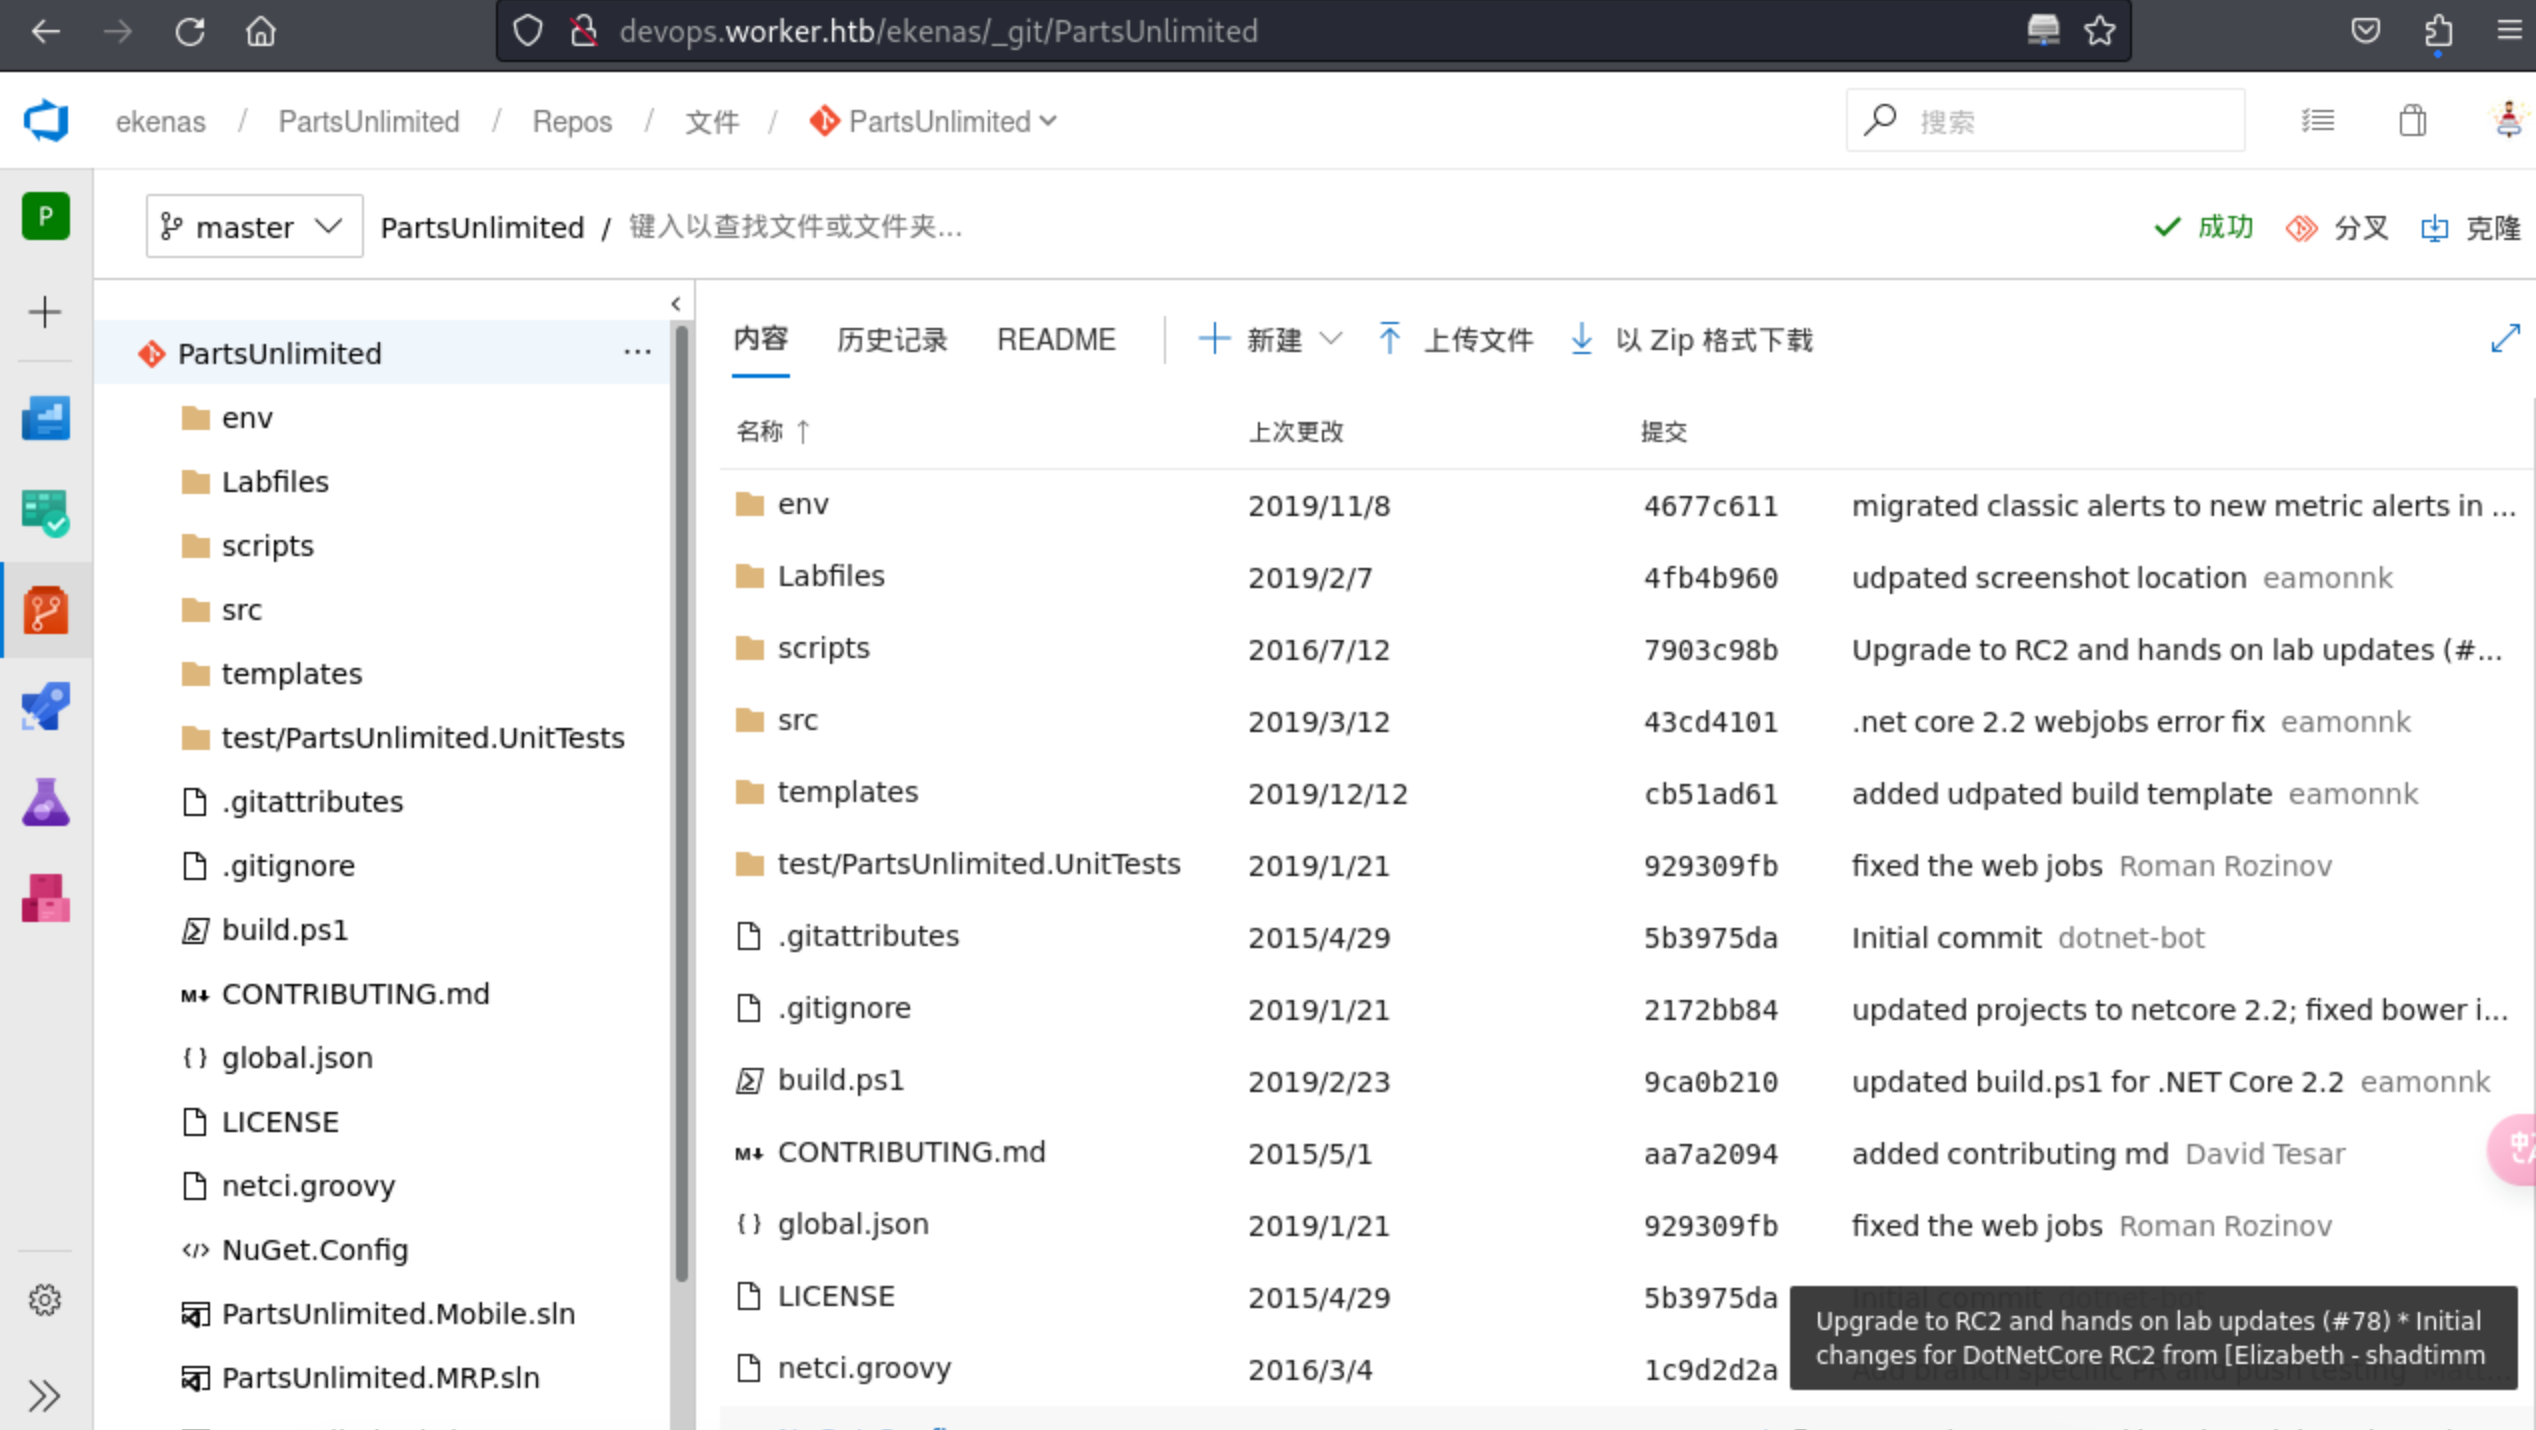 devops.worker.htb/ekenas/_git/PartsUnlimited
ekenas / PartsUnlimited / Repos / 文件 / PartsUnlimited
搜索
P
master
PartsUnlimited / 键入以查找文件或文件夹...
成功
分叉
克隆
PartsUnlimited
env
Labfiles
scripts
src
templates
test/PartsUnlimited.UnitTests
.gitattributes
.gitignore
build.ps1
CONTRIBUTING.md
global.json
LICENSE
netci.groovy
NuGet.Config
PartsUnlimited.Mobile.sln
PartsUnlimited.MRP.sln
内容 历史记录 README 新建 上传文件 以 Zip 格式下载
名称 ↑ 上次更改 提交
env 2019/11/8 4677c611 migrated classic alerts to new metric alerts in ...
Labfiles 2019/2/7 4fb4b960 udpated screenshot location eamonnk
scripts 2016/7/12 7903c98b Upgrade to RC2 and hands on lab updates (#...
src 2019/3/12 43cd4101 .net core 2.2 webjobs error fix eamonnk
templates 2019/12/12 cb51ad61 added udpated build template eamonnk
test/PartsUnlimited.UnitTests 2019/1/21 929309fb fixed the web jobs Roman Rozinov
.gitattributes 2015/4/29 5b3975da Initial commit dotnet-bot
.gitignore 2019/1/21 2172bb84 updated projects to netcore 2.2; fixed bower i...
build.ps1 2019/2/23 9ca0b210 updated build.ps1 for .NET Core 2.2 eamonnk
CONTRIBUTING.md 2015/5/1 aa7a2094 added contributing md David Tesar
global.json 2019/1/21 929309fb fixed the web jobs Roman Rozinov
LICENSE 2015/4/29 5b3975da Initial commit dotnet-bot
netci.groovy 2016/3/4 1c9d2d2a
Upgrade to RC2 and hands on lab updates (#78) * Initial
changes for DotNetCore RC2 from [Elizabeth - shadtimm